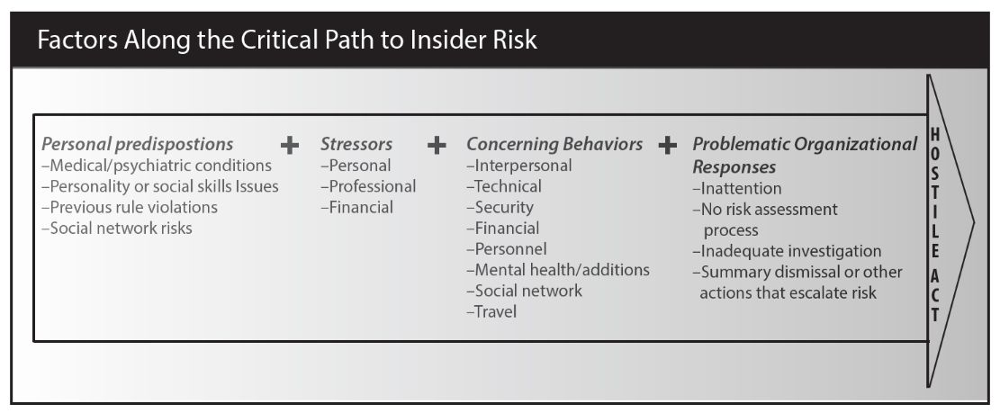 Factors Along the Critical Path to Insider Risk
Personal predispostions
–Medical/psychiatric conditions
–Personality or social skills Issues
–Previous rule violations
–Social network risks
+
Stressors
–Personal
–Professional
–Financial
+
Concerning Behaviors
–Interpersonal
–Technical
–Security
–Financial
–Personnel
–Mental health/additions
–Social network
–Travel
+
Problematic Organizational
Responses
–Inattention
–No risk assessment
process
–Inadequate investigation
–Summary dismissal or other
actions that escalate risk
HOSTILE ACT